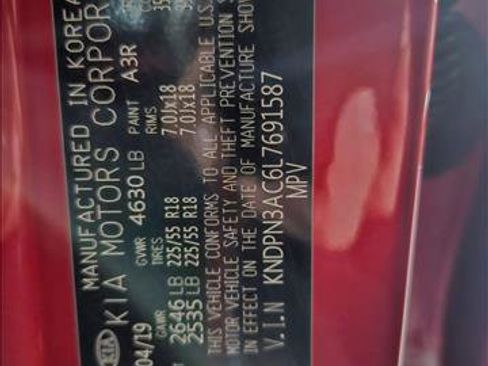 MANUFACTURED IN KOREA
KIA KIA MOTORS CORPOR
04/19 GVWR 4630 LB PAINT A3R
GAWR TIRES RIMS
2646 LB 225/55 R18 7.0Jx18 35
2535 LB 225/55 R18 7.0Jx18
THIS VEHICLE CONFORMS TO ALL APPLICABLE U.S.
MOTOR VEHICLE SAFETY AND THEFT PREVENTION S
IN EFFECT ON THE DATE OF MANUFACTURE SHOW
V.I.N KNDPN3AC6L7691587
MPV